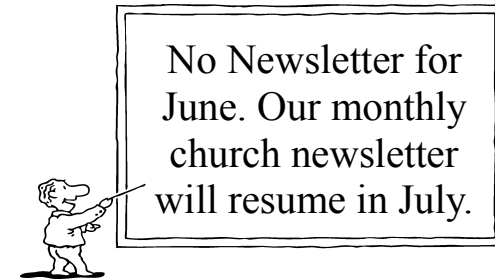 No Newsletter for
June. Our monthly
church newsletter
will resume in July.